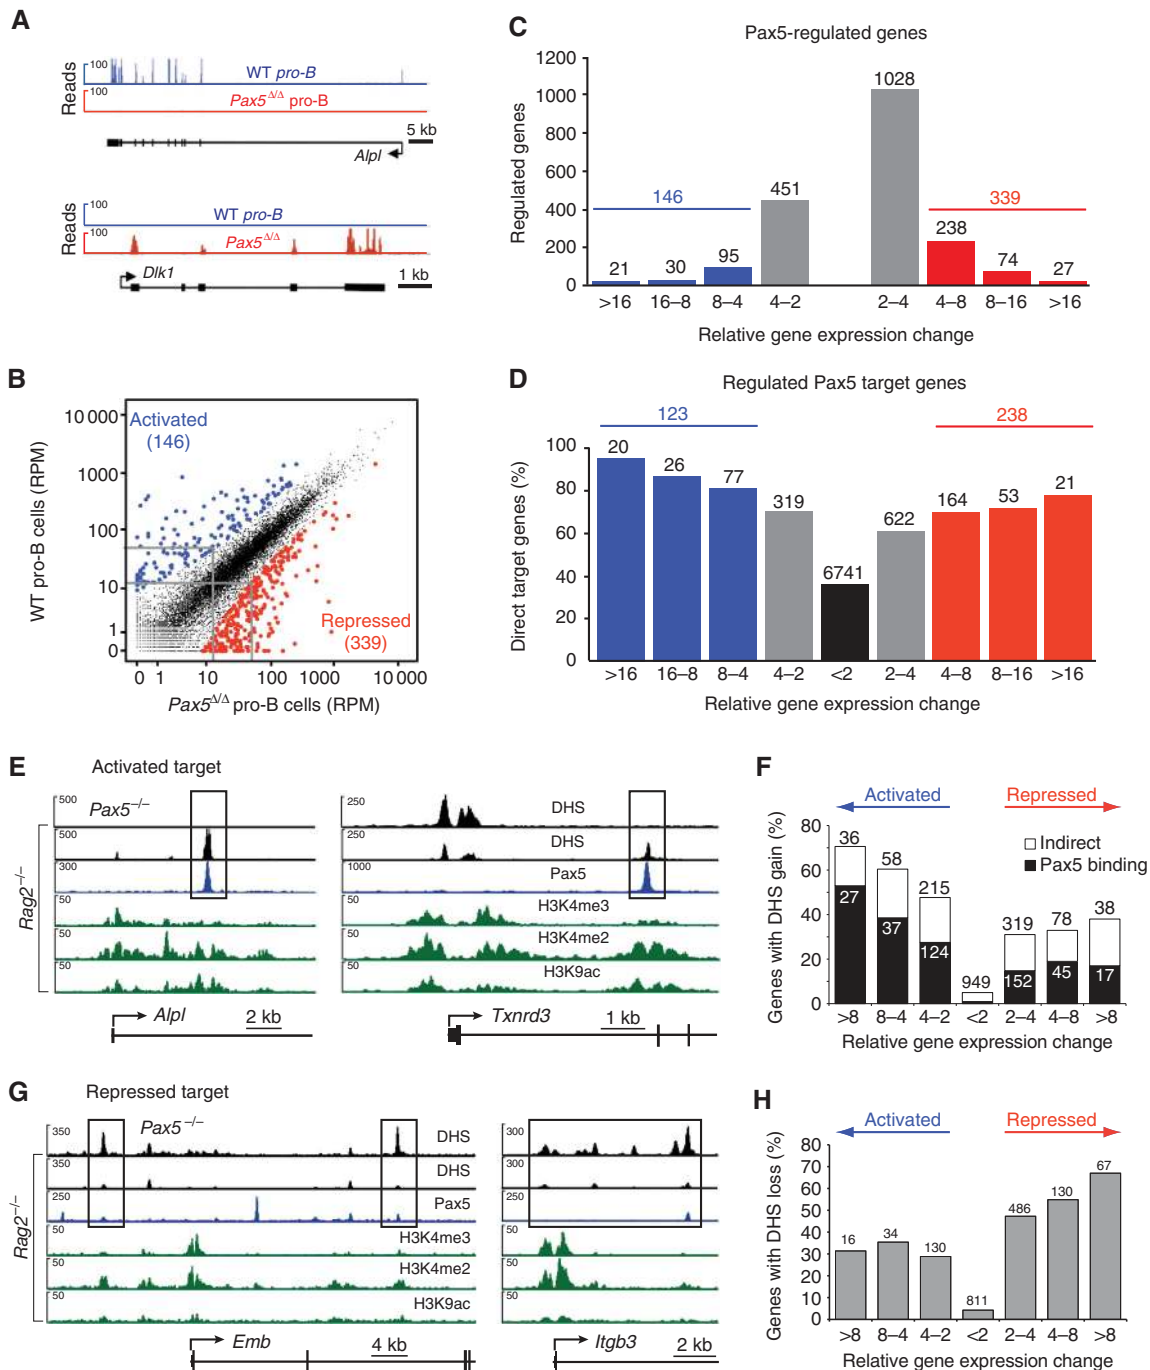 A
Reads
100
WT pro-B
100
Pax5Δ/Δ pro-B
5 kb
Alpl
Reads
100
WT pro-B
100
Pax5Δ/Δ
Dlk1
1 kb
B
WT pro-B cells (RPM)
10 000
1000
100
10
1
0
Activated
(146)
Repressed
(339)
0 1 10 100 1000 10 000
Pax5Δ/Δ pro-B cells (RPM)
C
Pax5-regulated genes
Regulated genes
1200
1000
800
600
400
200
0
146
339
21 30 95 451 1028 238 74 27
>16 16–8 8–4 4–2 2–4 4–8 8–16 >16
Relative gene expression change
D
Regulated Pax5 target genes
Direct target genes (%)
100
80
60
40
20
0
123
238
20 26 77 319 6741 622 164 53 21
>16 16–8 8–4 4–2 <2 2–4 4–8 8–16 >16
Relative gene expression change
E
Activated target
Rag2–/–
500
Pax5–/–
500
300
50
50
50
Alpl
2 kb
250
DHS
250
DHS
1000
Pax5
50
H3K4me3
50
H3K4me2
50
H3K9ac
Txnrd3
1 kb
F
Activated
Repressed
Genes with DHS gain (%)
80
60
40
20
0
Indirect
Pax5 binding
36 58 215 949 319 78 38
27 37 124 152 45 17
>8 8–4 4–2 <2 2–4 4–8 >8
Relative gene expression change
G
Repressed target
Rag2–/–
350
Pax5–/–
DHS
350
DHS
250
Pax5
50
H3K4me3
50
H3K4me2
50
H3K9ac
Emb
4 kb
300
300
250
50
50
50
Itgb3
2 kb
H
Activated
Repressed
Genes with DHS loss (%)
80
70
60
50
40
30
20
10
0
16 34 130 811 486 130 67
>8 8–4 4–2 <2 2–4 4–8 >8
Relative gene expression change